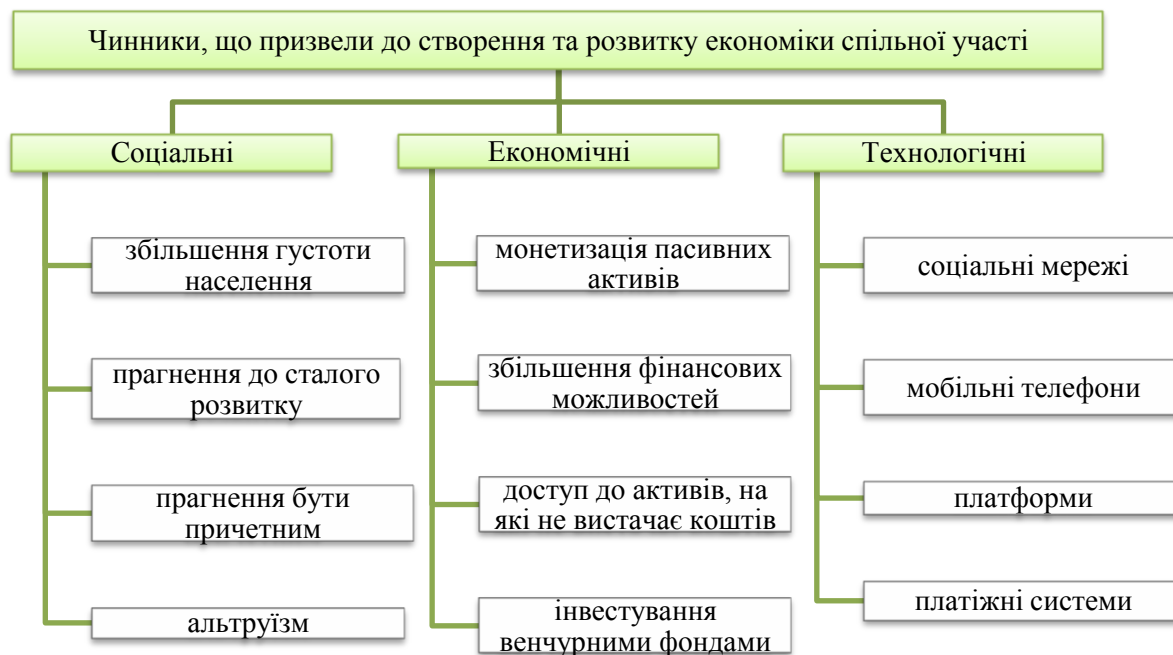 Чинники, що призвели до створення та розвитку економіки спільної участі
Соціальні
збільшення густоти
населення
прагнення до сталого
розвитку
прагнення бути
причетним
альтруїзм
Економічні
монетизація пасивних
активів
збільшення фінансових
можливостей
доступ до активів, на
які не вистачає коштів
інвестування
венчурними фондами
Технологічні
соціальні мережі
мобільні телефони
платформи
платіжні системи